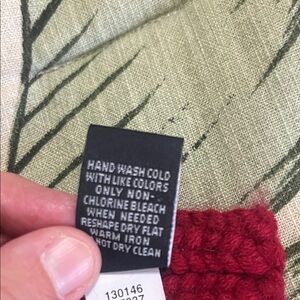 HAND WASH COLD
WITH LIKE COLORS
ONLY NON-
CHLORINE BLEACH
WHEN NEEDED
RESHAPE DRY FLAT
WARM IRON
NOT DRY CLEAN
130146